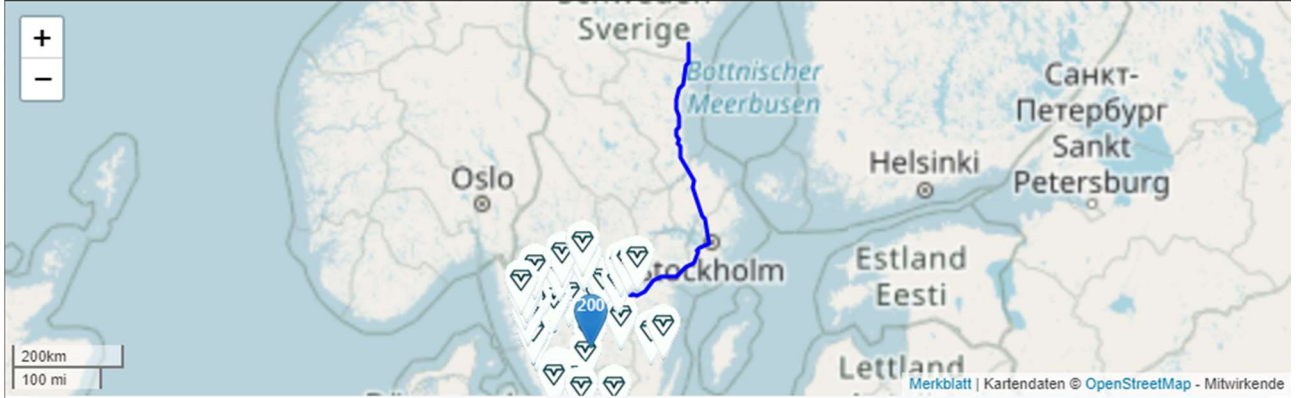 +
−
Schweden
Sverige
Bottnischer
Meerbusen
Санкт-
Петербург
Sankt
Petersburg
Helsinki
Oslo
Stockholm
Estland
Eesti
200
Lettland
200km
100 mi
Merkblatt | Kartendaten © OpenStreetMap - Mitwirkende